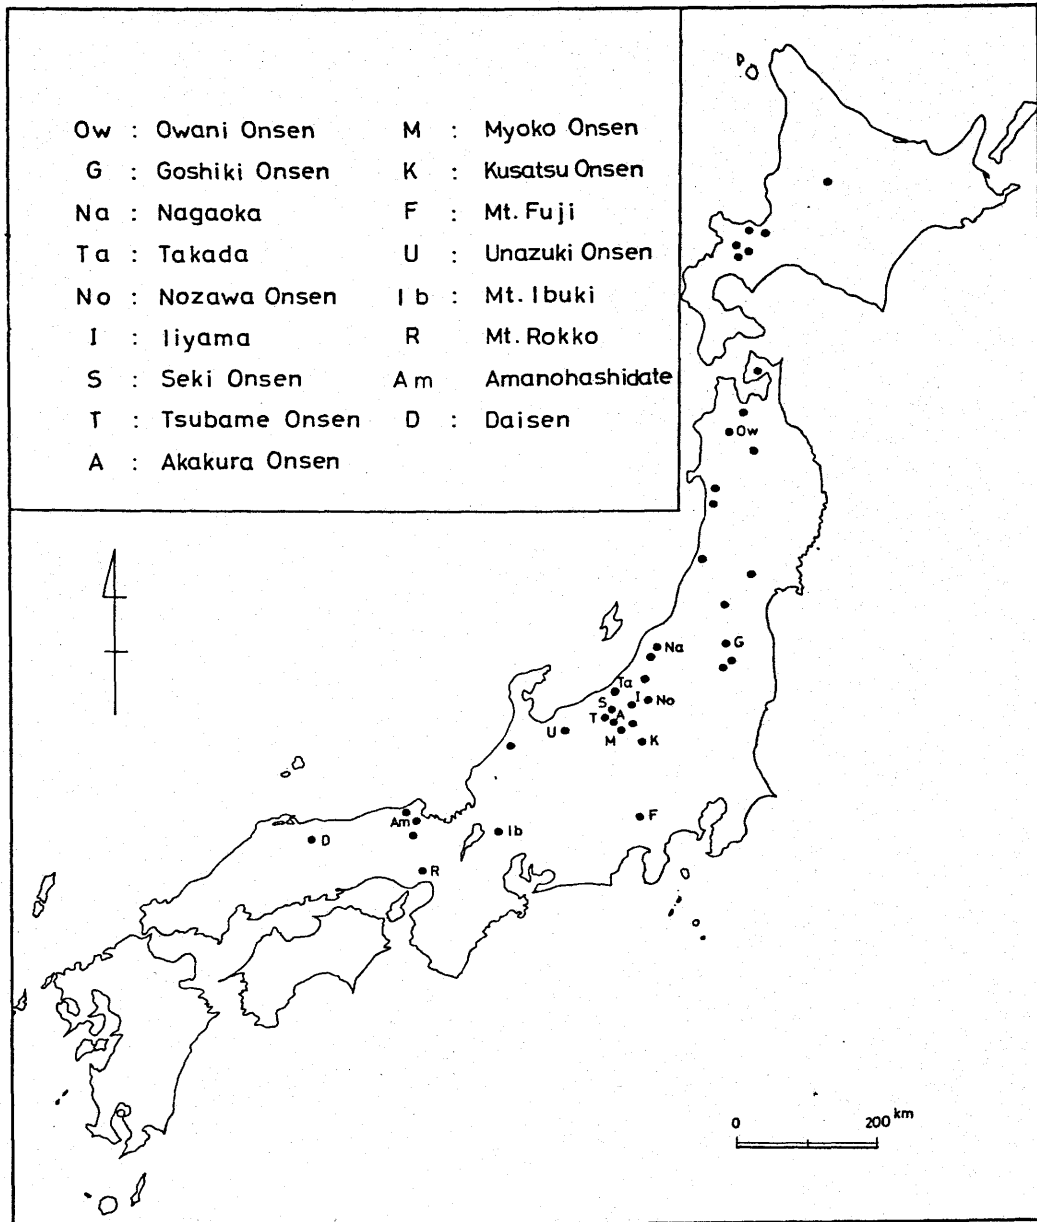 Ow : Owani Onsen M : Myoko Onsen
G : Goshiki Onsen K : Kusatsu Onsen
Na : Nagaoka F : Mt. Fuji
Ta : Takada U : Unazuki Onsen
No : Nozawa Onsen Ib : Mt. Ibuki
I : Iiyama R Mt. Rokko
S : Seki Onsen Am Amanohashidate
T : Tsubame Onsen D : Daisen
A : Akakura Onsen
Ow
Na
G
Ta
I
No
S
A
T
U
M
K
F
Am
Ib
D
R
0 200 km